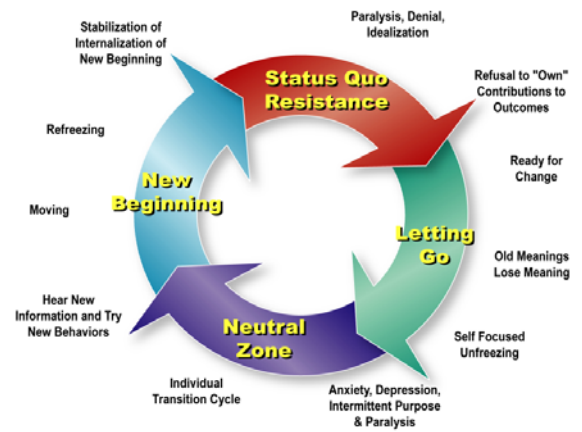 Paralysis, Denial,
Idealization
Stabilization of
Internalization of
New Beginning
Status Quo
Resistance
Refusal to "Own"
Contributions to
Outcomes
Refreezing
Ready for
Change
New
Beginning
Moving
Letting
Go
Old Meanings
Lose Meaning
Hear New
Information and Try
New Behaviors
Neutral
Zone
Self Focused
Unfreezing
Individual
Transition Cycle
Anxiety, Depression,
Intermittent Purpose
& Paralysis